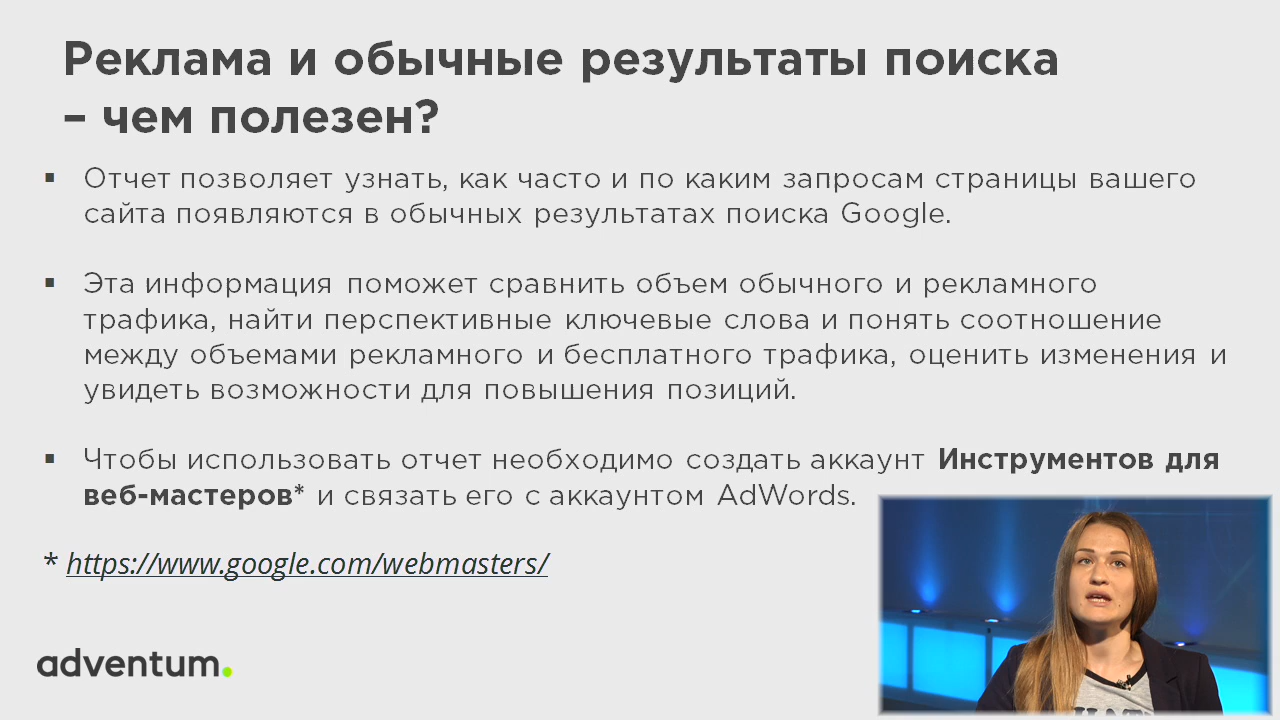 Реклама и обычные результаты поиска
– чем полезен?
▪ Отчет позволяет узнать, как часто и по каким запросам страницы вашего
сайта появляются в обычных результатах поиска Google.
▪ Эта информация поможет сравнить объем обычного и рекламного
трафика, найти перспективные ключевые слова и понять соотношение
между объемами рекламного и бесплатного трафика, оценить изменения и
увидеть возможности для повышения позиций.
▪ Чтобы использовать отчет необходимо создать аккаунт Инструментов для
веб-мастеров* и связать его с аккаунтом AdWords.
* https://www.google.com/webmasters/
adventum.